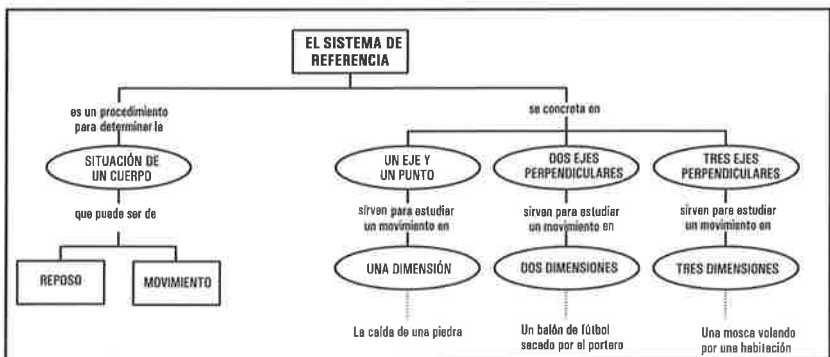 EL SISTEMA DE
REFERENCIA
es un procedimiento
para determinar la
SITUACIÓN DE
UN CUERPO
que puede ser de
REPOSO
MOVIMIENTO
se concreta en
UN EJE Y
UN PUNTO
sirven para estudiar
un movimiento en
UNA DIMENSIÓN
La caída de una piedra
DOS EJES
PERPENDICULARES
sirven para estudiar
un movimiento en
DOS DIMENSIONES
Un balón de fútbol
sacado por el portero
TRES EJES
PERPENDICULARES
sirven para estudiar
un movimiento en
TRES DIMENSIONES
Una mosca volando
por una habitación